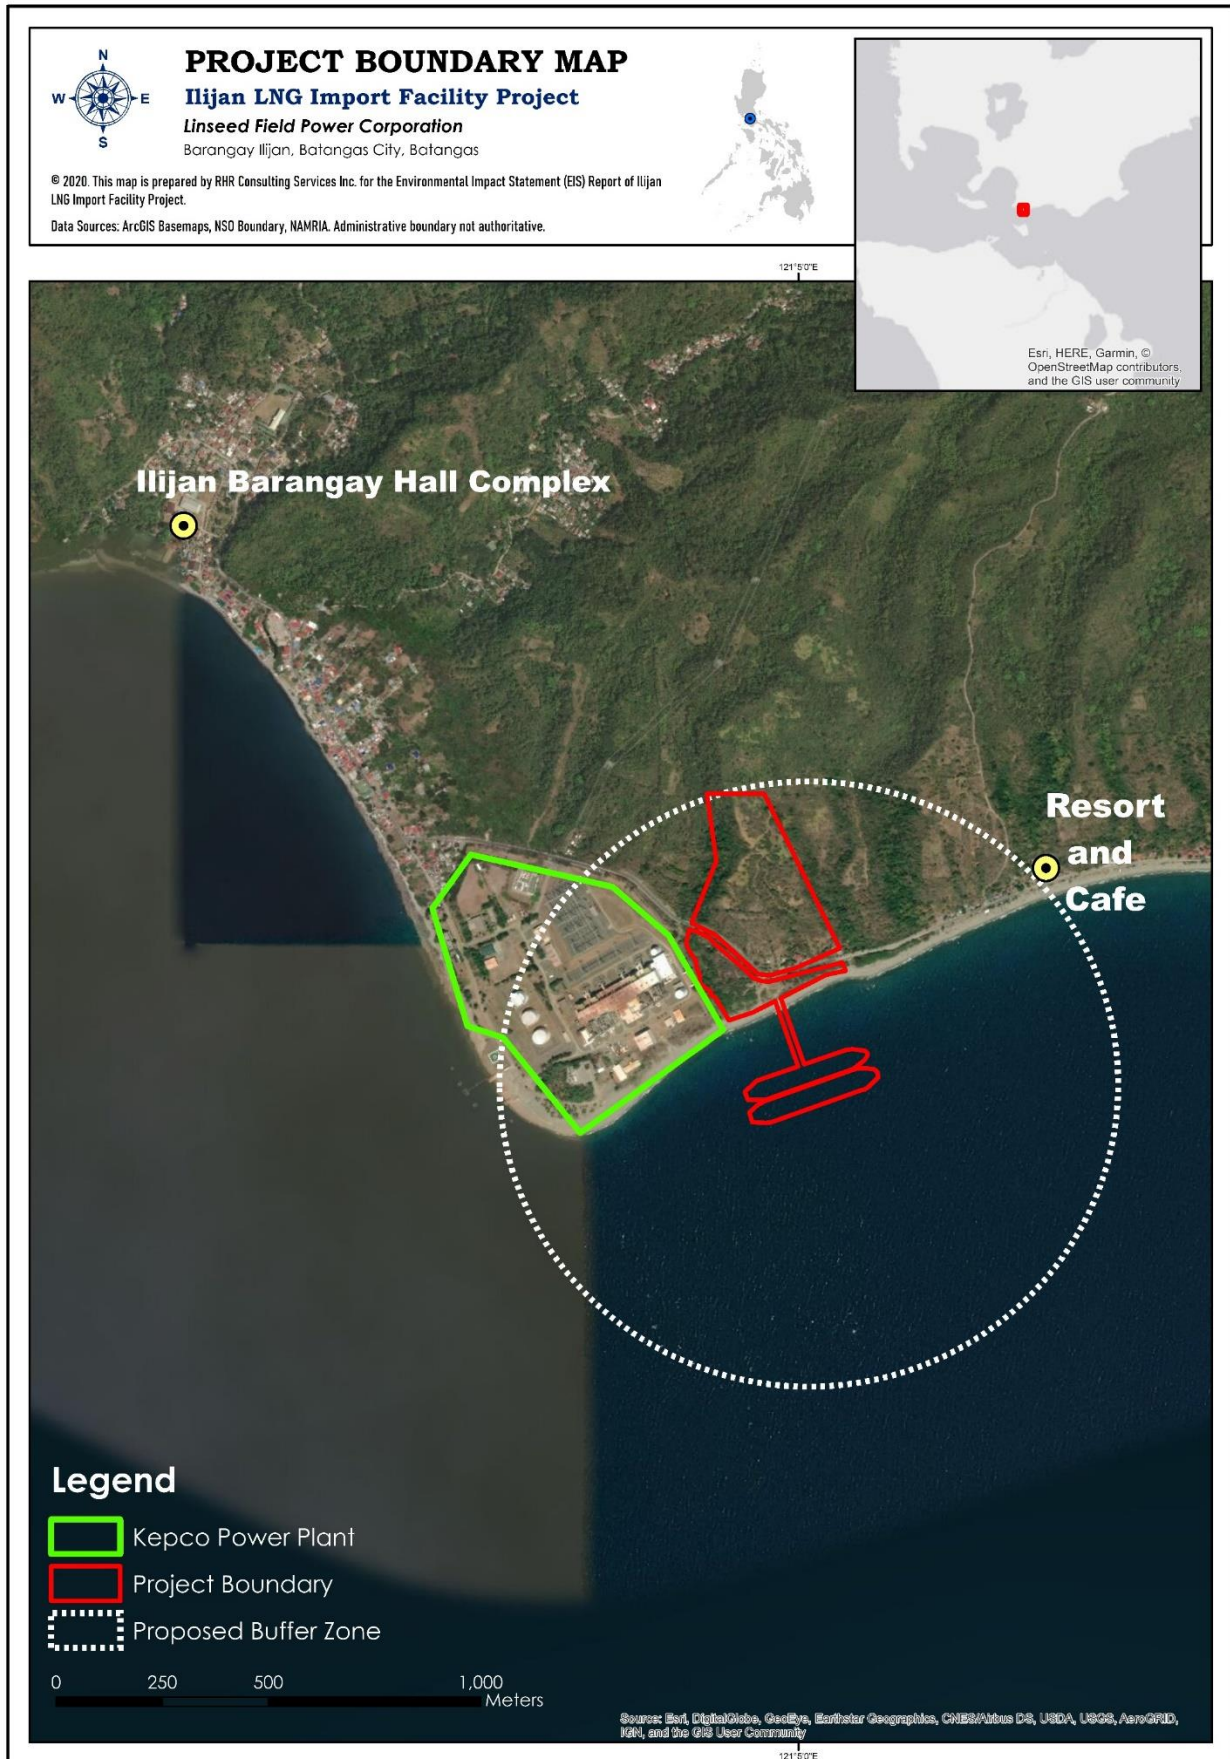 N
W E
S
PROJECT BOUNDARY MAP
Ilijan LNG Import Facility Project
Linseed Field Power Corporation
Barangay Ilijan, Batangas City, Batangas
© 2020. This map is prepared by RHR Consulting Services Inc. for the Environmental Impact Statement (EIS) Report of Ilijan
LNG Import Facility Project.
Data Sources: ArcGIS Basemaps, NSO Boundary, NAMRIA. Administrative boundary not authoritative.
Esri, HERE, Garmin, ©
OpenStreetMap contributors,
and the GIS user community
121°5'0"E
Ilijan Barangay Hall Complex
Resort
and
Cafe
Legend
Kepco Power Plant
Project Boundary
Proposed Buffer Zone
0 250 500 1,000
Meters
Source: Esri, DigitalGlobe, GeoEye, Earthstar Geographics, CNES/Airbus DS, USDA, USGS, AeroGRID,
IGN, and the GIS User Community
121°5'0"E